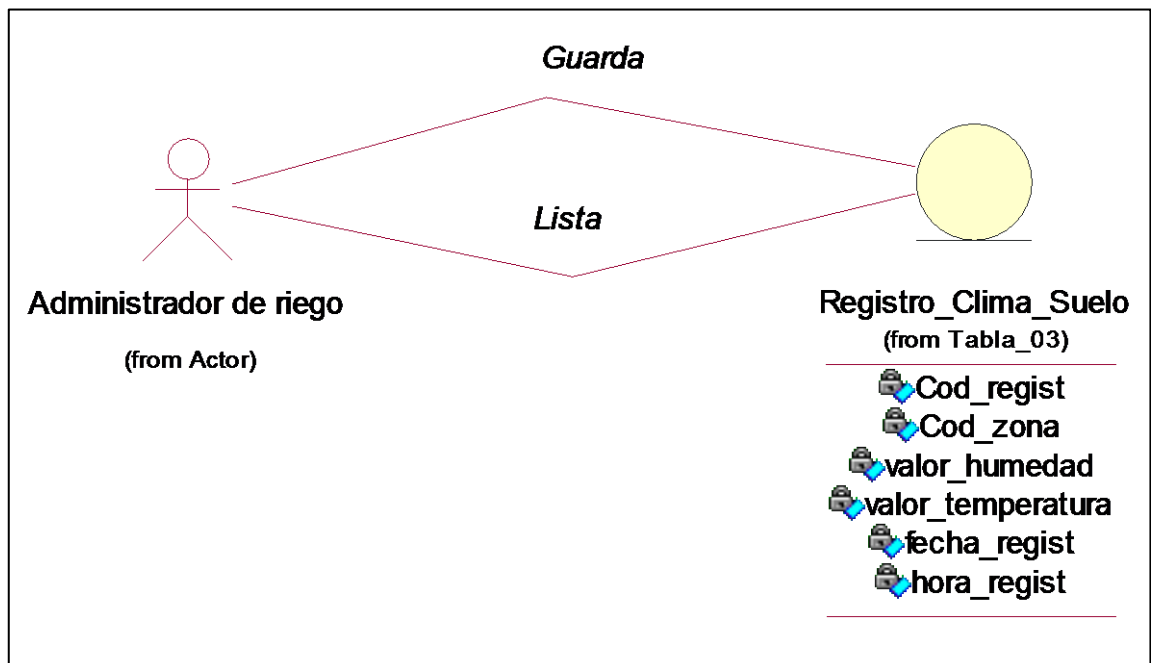 Guarda
Lista
Administrador de riego
(from Actor)
Registro_Clima_Suelo
(from Tabla_03)
Cod_regist
Cod_zona
valor_humedad
valor_temperatura
fecha_regist
hora_regist